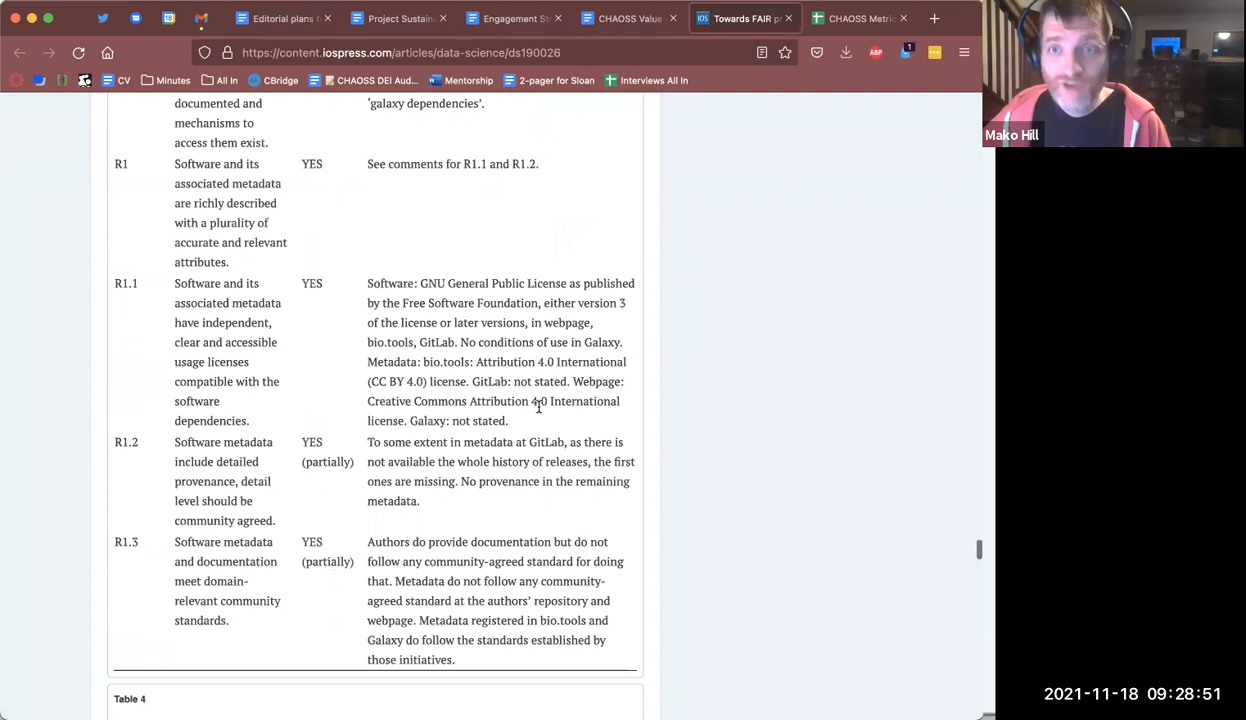 Editorial plans f
Project Sustaina
Engagement St
CHAOSS Value
Towards FAIR pr
CHAOSS Metric
https://content.iospress.com/articles/data-science/ds190026
CV
Minutes
All In
CBridge
CHAOSS DEI Aud...
Mentorship
2-pager for Sloan
Interviews All In
Mako Hill
documented and
mechanisms to
access them exist.
'galaxy dependencies'.
R1
Software and its
associated metadata
are richly described
with a plurality of
accurate and relevant
attributes.
YES
See comments for R1.1 and R1.2.
R1.1
Software and its
associated metadata
have independent,
clear and accessible
usage licenses
compatible with the
software
dependencies.
YES
Software: GNU General Public License as published
by the Free Software Foundation, either version 3
of the license or later versions, in webpage,
bio.tools, GitLab. No conditions of use in Galaxy.
Metadata: bio.tools: Attribution 4.0 International
(CC BY 4.0) license. GitLab: not stated. Webpage:
Creative Commons Attribution 4.0 International
license. Galaxy: not stated.
R1.2
Software metadata
include detailed
provenance, detail
level should be
community agreed.
YES
(partially)
To some extent in metadata at GitLab, as there is
not available the whole history of releases, the first
ones are missing. No provenance in the remaining
metadata.
R1.3
Software metadata
and documentation
meet domain-
relevant community
standards.
YES
(partially)
Authors do provide documentation but do not
follow any community-agreed standard for doing
that. Metadata do not follow any community-
agreed standard at the authors' repository and
webpage. Metadata registered in bio.tools and
Galaxy do follow the standards established by
those initiatives.
Table 4
2021-11-18 09:28:51